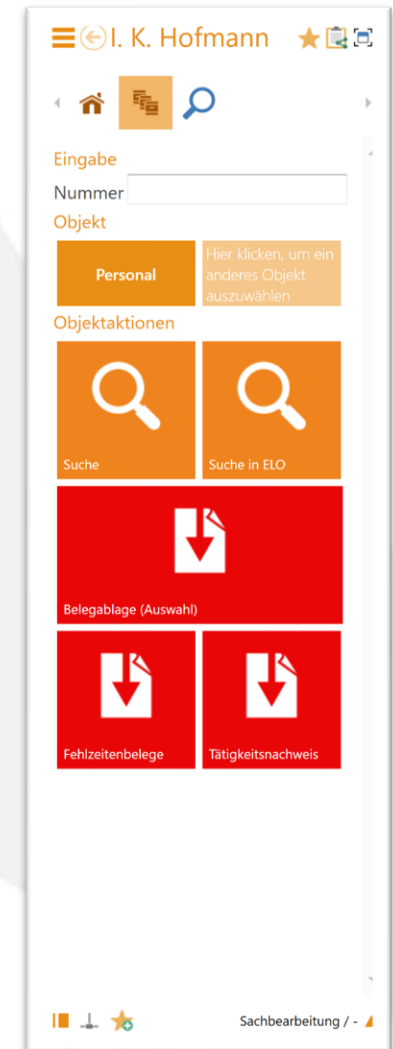 I. K. Hofmann
Eingabe
Nummer
Objekt
Personal
Hier klicken, um ein
anderes Objekt
auszuwählen
Objektaktionen
Suche
Suche in ELO
Belegablage (Auswahl)
Fehlzeitenbelege
Tätigkeitsnachweis
Sachbearbeitung / -